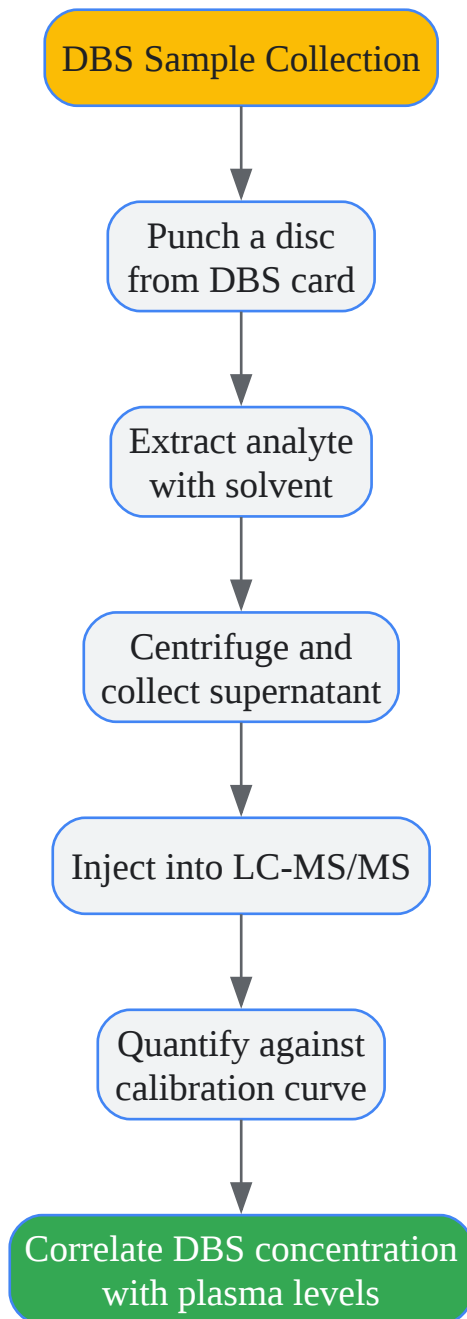 DBS Sample Collection
Punch a disc
from DBS card
Extract analyte
with solvent
Centrifuge and
collect supernatant
Inject into LC-MS/MS
Quantify against
calibration curve
Correlate DBS concentration
with plasma levels